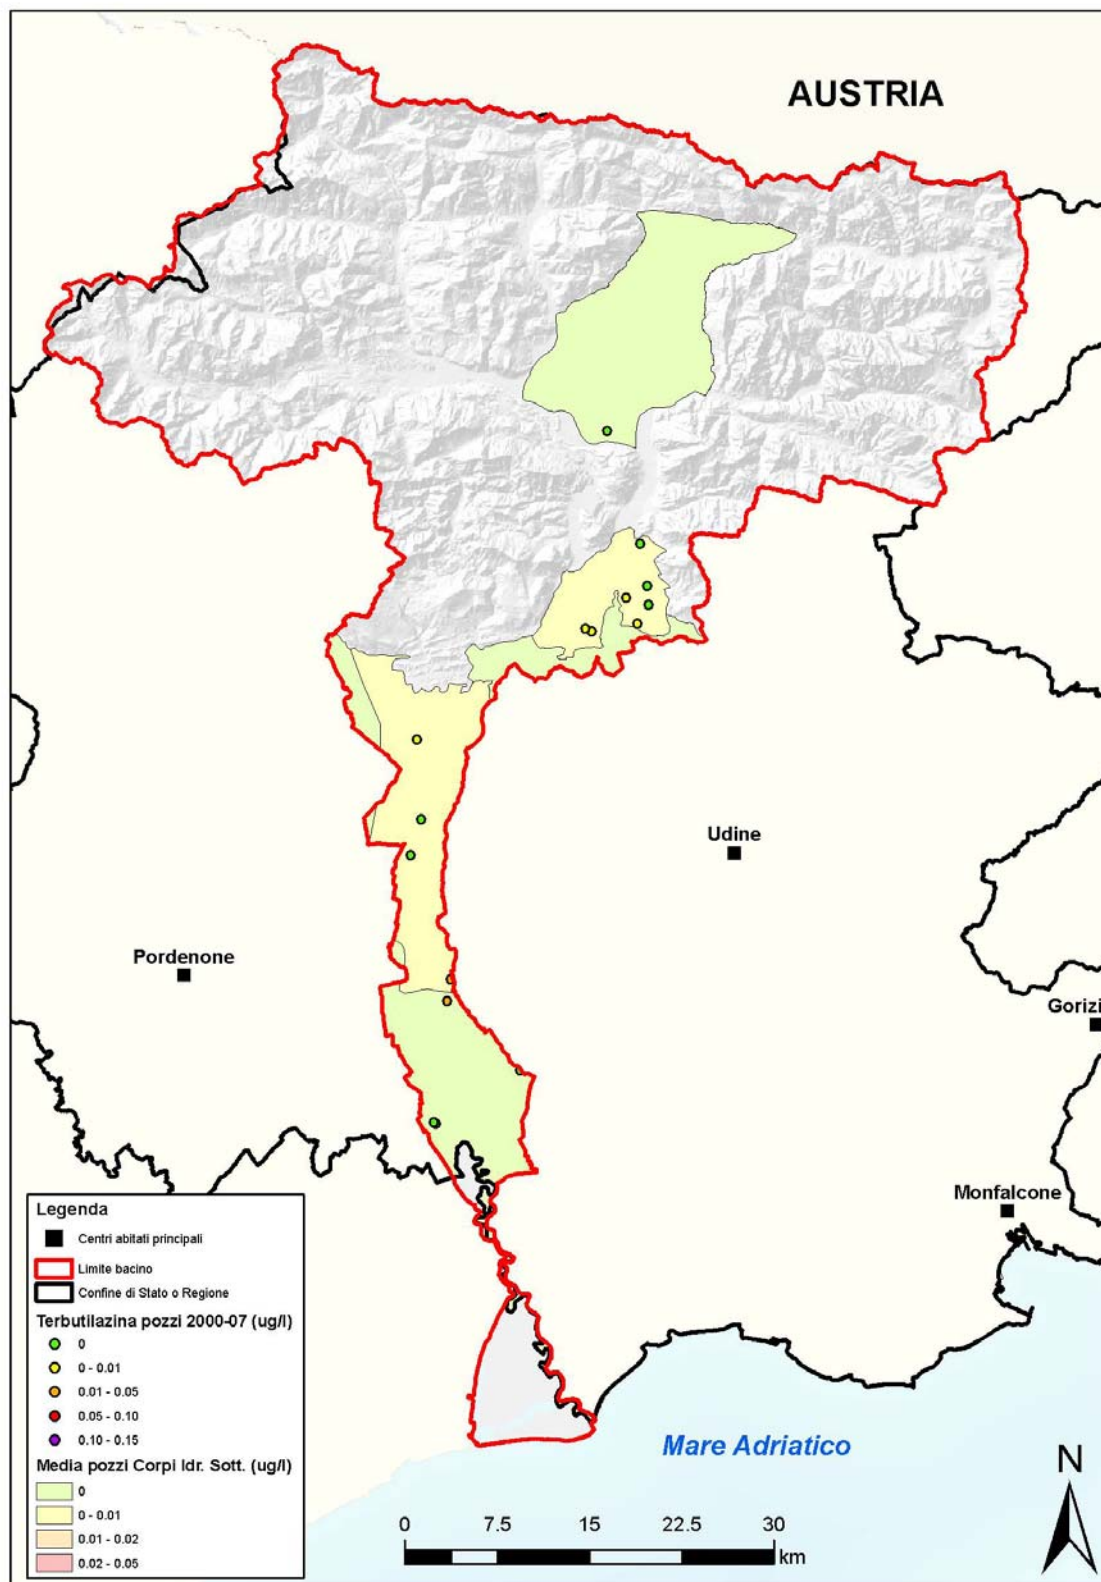 AUSTRIA
Udine
Pordenone
Gorizi
Monfalcone
Mare Adriatico
Legenda
Centri abitati principali
Limite bacino
Confine di Stato o Regione
Terbutilazina pozzi 2000-07 (ug/l)
0
0 - 0.01
0.01 - 0.05
0.05 - 0.10
0.10 - 0.15
Media pozzi Corpi Idr. Sott. (ug/l)
0
0 - 0.01
0.01 - 0.02
0.02 - 0.05
0 7.5 15 22.5 30
km
N